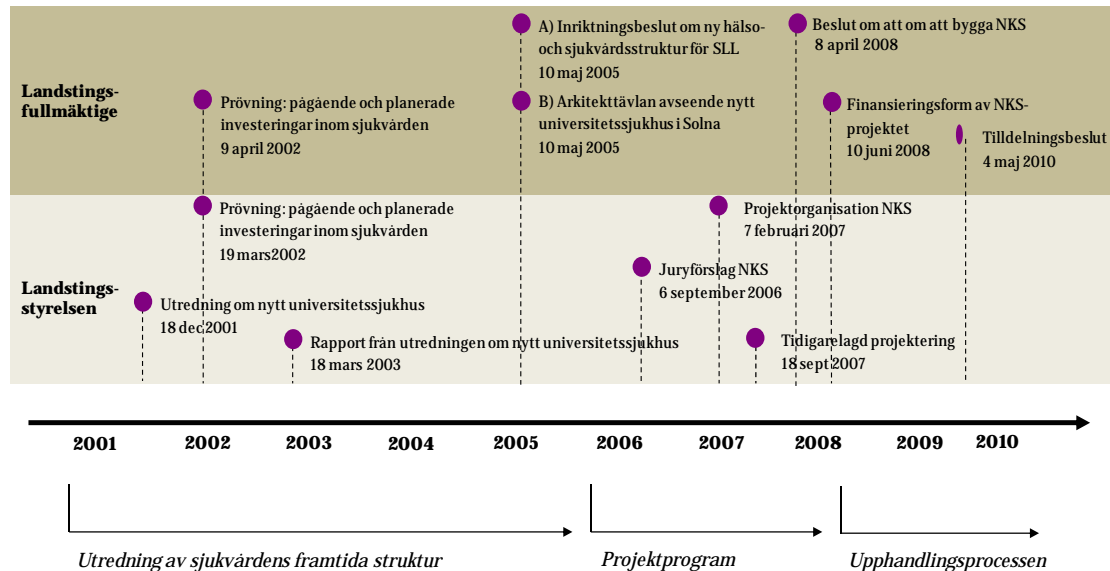 Landstings-
fullmäktige
Prövning: pågående och planerade
investeringar inom sjukvården
9 april 2002
A) Inriktningsbeslut om ny hälso-
och sjukvårdsstruktur för SLL
10 maj 2005
B) Arkitekttävlan avseende nytt
universitetssjukhus i Solna
10 maj 2005
Beslut om att om att bygga NKS
8 april 2008
Finansieringsform av NKS-
projektet
10 juni 2008
Tilldelningsbeslut
4 maj 2010
Landstings-
styrelsen
Prövning: pågående och planerade
investeringar inom sjukvården
19 mars2002
Utredning om nytt universitetssjukhus
18 dec 2001
Rapport från utredningen om nytt universitetssjukhus
18 mars 2003
Projektorganisation NKS
7 februari 2007
Juryförslag NKS
6 september 2006
Tidigarelagd projektering
18 sept 2007
2001 2002 2003 2004 2005 2006 2007 2008 2009 2010
Utredning av sjukvårdens framtida struktur
Projektprogram
Upphandlingsprocessen